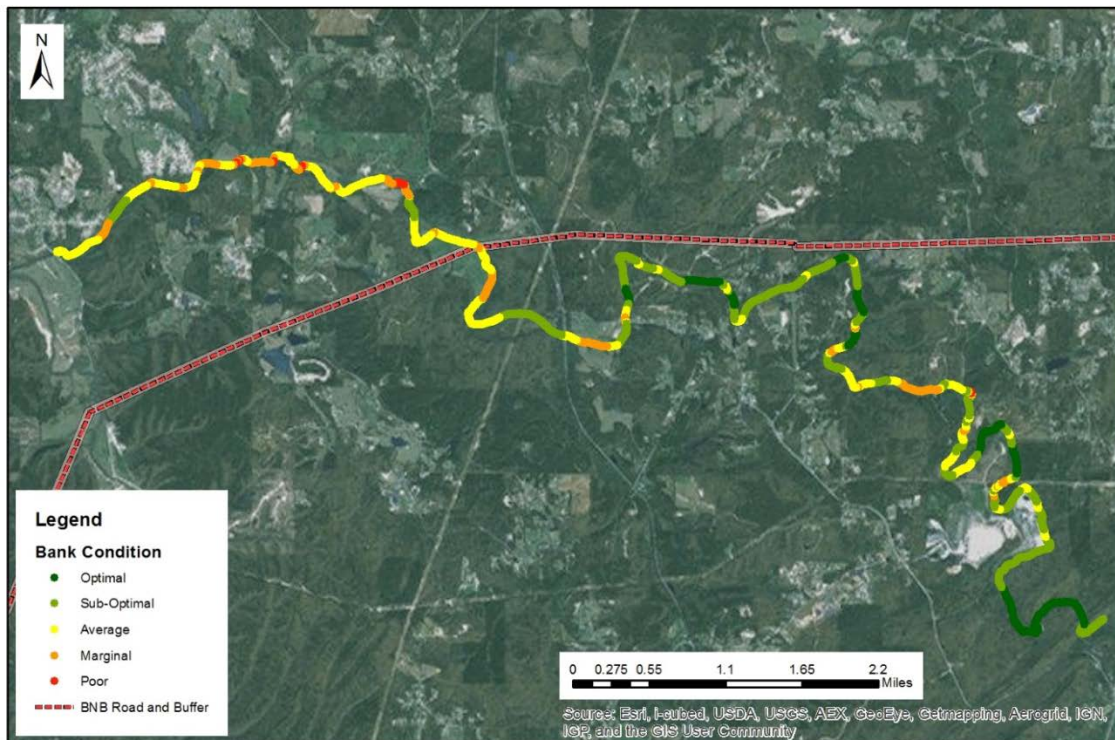 N
Legend
Bank Condition
Optimal
Sub-Optimal
Average
Marginal
Poor
BNB Road and Buffer
0 0.275 0.55 1.1 1.65 2.2
Miles
Source: Esri, i-cubed, USDA, USGS, AEX, GeoEye, Getmapping, Aerogrid, IGN,
IGP, and the GIS User Community